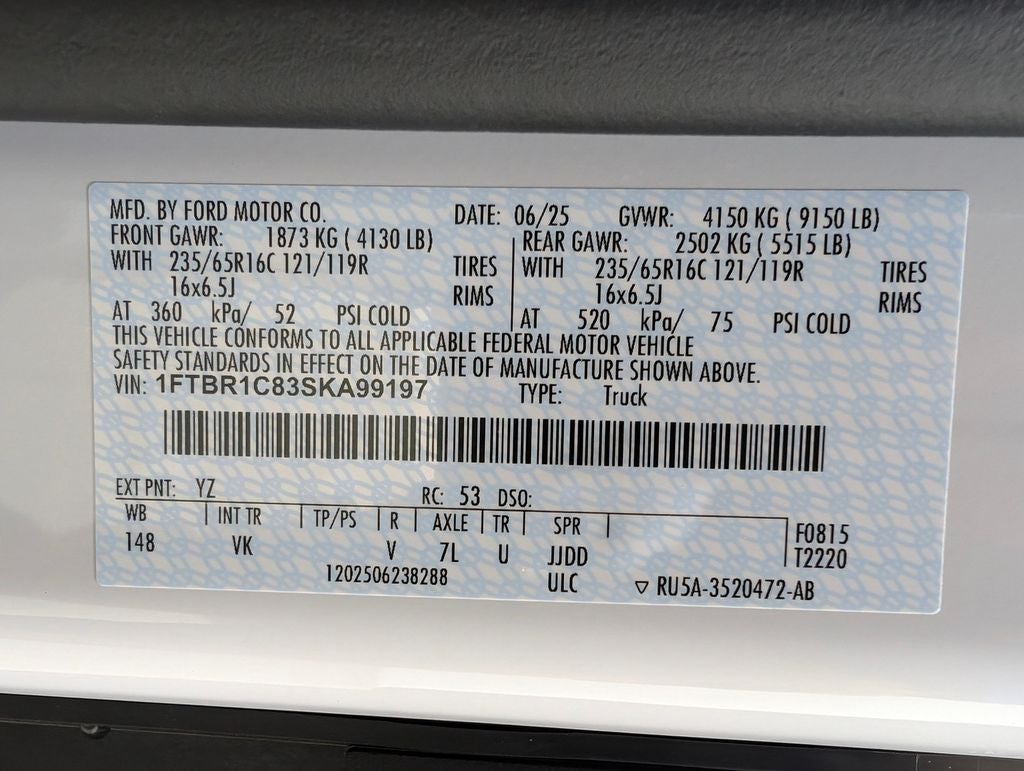 MFD. BY FORD MOTOR CO. DATE: 06/25 GVWR: 4150 KG ( 9150 LB)
FRONT GAWR: 1873 KG ( 4130 LB) REAR GAWR: 2502 KG ( 5515 LB)
WITH 235/65R16C 121/119R TIRES WITH 235/65R16C 121/119R TIRES
16x6.5J RIMS 16x6.5J RIMS
AT 360 kPa/ 52 PSI COLD AT 520 kPa/ 75 PSI COLD
THIS VEHICLE CONFORMS TO ALL APPLICABLE FEDERAL MOTOR VEHICLE
SAFETY STANDARDS IN EFFECT ON THE DATE OF MANUFACTURE SHOWN ABOVE.
VIN: 1FTBR1C83SKA99197 TYPE: Truck
EXT PNT: YZ RC: 53 DSO:
WB INT TR TP/PS R AXLE TR SPR F0815
148 VK V 7L U JJDD T2220
1202506238288 ULC ▽ RU5A-3520472-AB